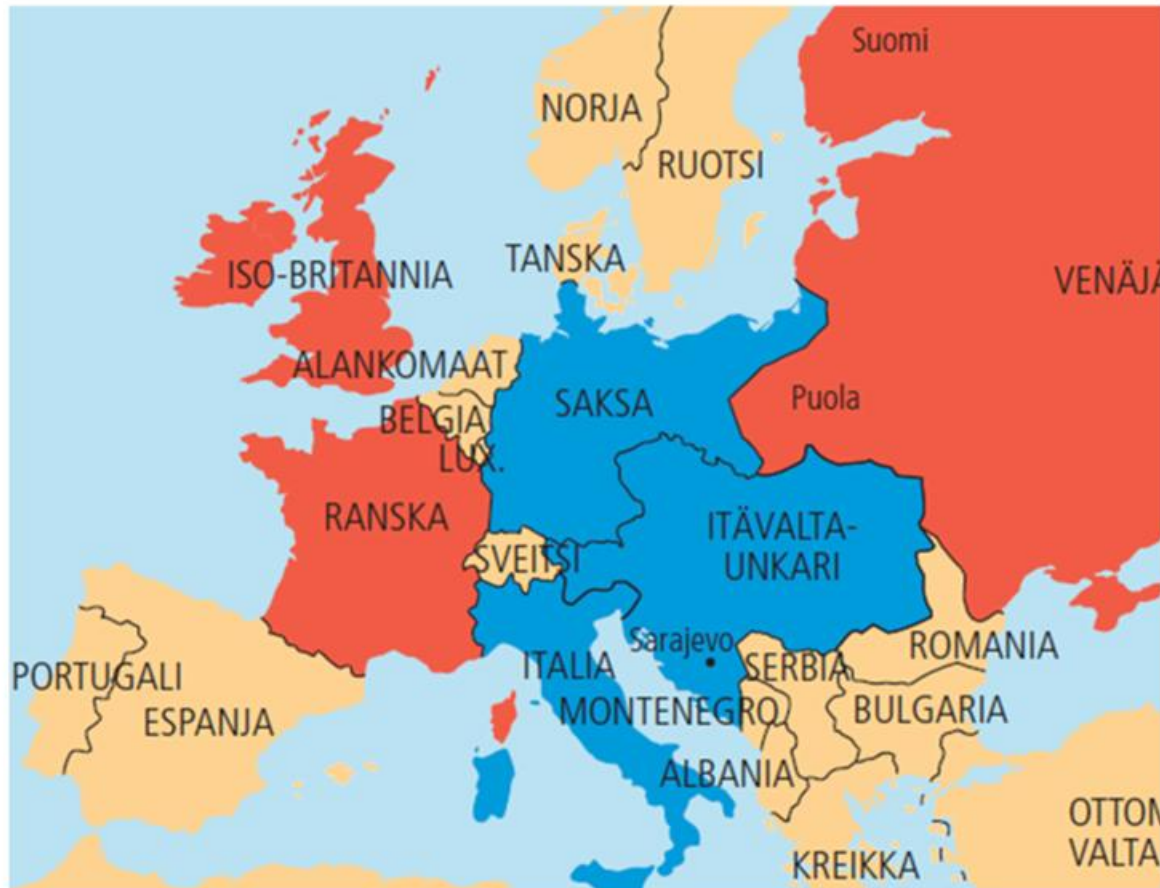 Suomi
NORJA
RUOTSI
TANSKA
ISO-BRITANNIA
VENÄJÄ
ALANKOMAAT
SAKSA
Puola
BELGIA
LUX.
RANSKA
ITÄVALTA-
UNKARI
SVEITSI
Sarajevo
ITALIA
SERBIA
ROMANIA
PORTUGALI
ESPANJA
MONTENEGRO
BULGARIA
ALBANIA
OTTOM
VALTA
KREIKKA